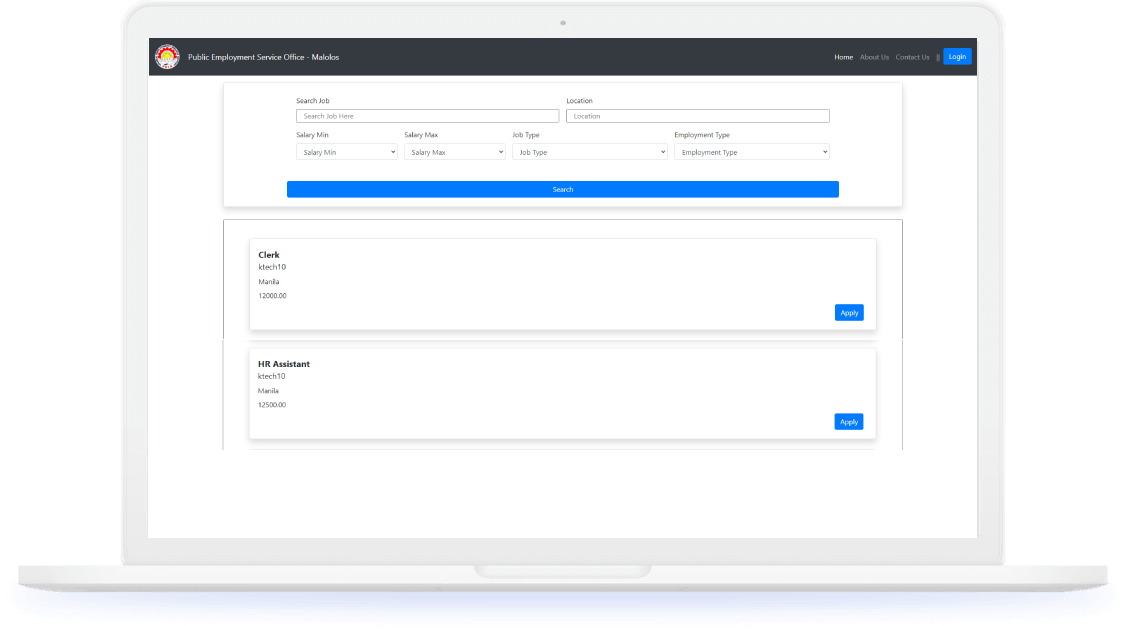 Public Employment Service Office - Malolos
Home About Us Contact Us || Login
Search Job Location
Search Job Here Location
Salary Min Salary Max Job Type Employment Type
Salary Min Salary Max Job Type Employment Type
Search
Clerk
ktech10
Manila
12000.00
Apply
HR Assistant
ktech10
Manila
12500.00
Apply